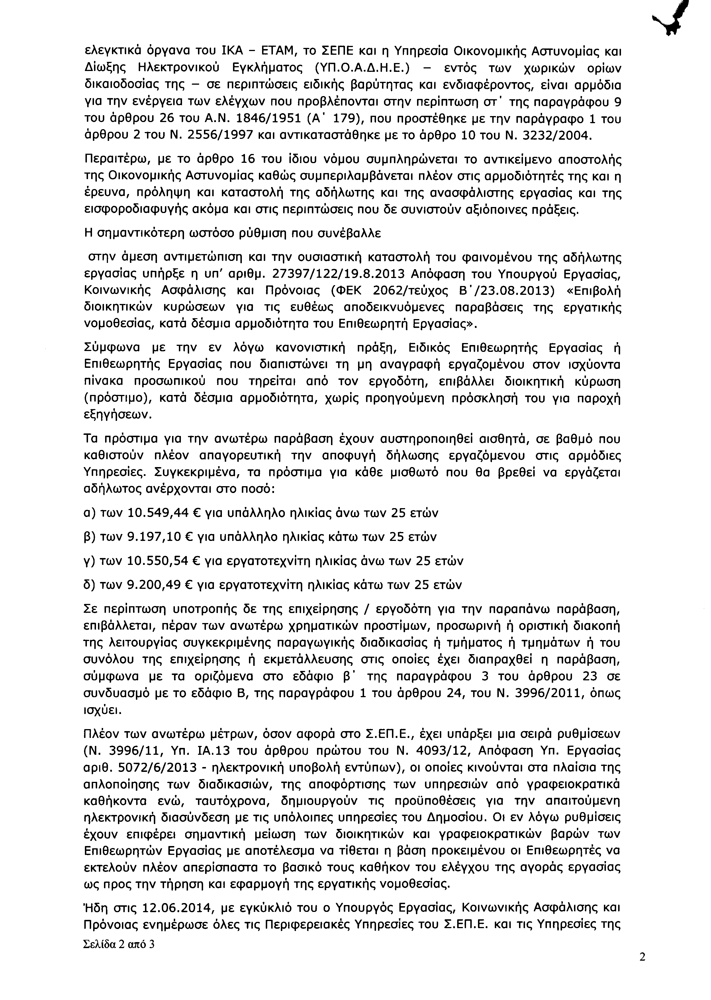 ελεγκτικά όργανα του ΙΚΑ – ΕΤΑΜ, το ΣΕΠΕ και η Υπηρεσία Οικονομικής Αστυνομίας και
Δίωξης Ηλεκτρονικού Εγκλήματος (ΥΠ.Ο.Α.Δ.Η.Ε.) – εντός των χωρικών ορίων
δικαιοδοσίας της – σε περιπτώσεις ειδικής βαρύτητας και ενδιαφέροντος, είναι αρμόδια
για την ενέργεια των ελέγχων που προβλέπονται στην περίπτωση στ΄ της παραγράφου 9
του άρθρου 26 του Α.Ν. 1846/1951 (Α΄ 179), που προστέθηκε με την παράγραφο 1 του
άρθρου 2 του Ν. 2556/1997 και αντικαταστάθηκε με το άρθρο 10 του Ν. 3232/2004.
Περαιτέρω, με το άρθρο 16 του ίδιου νόμου συμπληρώνεται το αντικείμενο αποστολής
της Οικονομικής Αστυνομίας καθώς συμπεριλαμβάνεται πλέον στις αρμοδιότητές της και η
έρευνα, πρόληψη και καταστολή της αδήλωτης και της ανασφάλιστης εργασίας και της
εισφοροδιαφυγής ακόμα και στις περιπτώσεις που δε συνιστούν αξιόποινες πράξεις.
Η σημαντικότερη ωστόσο ρύθμιση που συνέβαλλε
στην άμεση αντιμετώπιση και την ουσιαστική καταστολή του φαινομένου της αδήλωτης
εργασίας υπήρξε η υπ’ αριθμ. 27397/122/19.8.2013 Απόφαση του Υπουργού Εργασίας,
Κοινωνικής Ασφάλισης και Πρόνοιας (ΦΕΚ 2062/τεύχος Β΄/23.08.2013) «Επιβολή
διοικητικών κυρώσεων για τις ευθέως αποδεικνυόμενες παραβάσεις της εργατικής
νομοθεσίας, κατά δέσμια αρμοδιότητα του Επιθεωρητή Εργασίας».
Σύμφωνα με την εν λόγω κανονιστική πράξη, Ειδικός Επιθεωρητής Εργασίας ή
Επιθεωρητής Εργασίας που διαπιστώνει τη μη αναγραφή εργαζομένου στον ισχύοντα
πίνακα προσωπικού που τηρείται από τον εργοδότη, επιβάλλει διοικητική κύρωση
(πρόστιμο), κατά δέσμια αρμοδιότητα, χωρίς προηγούμενη πρόσκλησή του για παροχή
εξηγήσεων.
Τα πρόστιμα για την ανωτέρω παράβαση έχουν αυστηροποιηθεί αισθητά, σε βαθμό που
καθιστούν πλέον απαγορευτική την αποφυγή δήλωσης εργαζόμενου στις αρμόδιες
Υπηρεσίες. Συγκεκριμένα, τα πρόστιμα για κάθε μισθωτό που θα βρεθεί να εργάζεται
αδήλωτος ανέρχονται στο ποσό:
α) των 10.549,44 € για υπάλληλο ηλικίας άνω των 25 ετών
β) των 9.197,10 € για υπάλληλο ηλικίας κάτω των 25 ετών
γ) των 10.550,54 € για εργατοτεχνίτη ηλικίας άνω των 25 ετών
δ) των 9.200,49 € για εργατοτεχνίτη ηλικίας κάτω των 25 ετών
Σε περίπτωση υποτροπής δε της επιχείρησης / εργοδότη για την παραπάνω παράβαση,
επιβάλλεται, πέραν των ανωτέρω χρηματικών προστίμων, προσωρινή ή οριστική διακοπή
της λειτουργίας συγκεκριμένης παραγωγικής διαδικασίας ή τμήματος ή τμημάτων ή του
συνόλου της επιχείρησης ή εκμετάλλευσης στις οποίες έχει διαπραχθεί η παράβαση,
σύμφωνα με τα οριζόμενα στο εδάφιο β΄ της παραγράφου 3 του άρθρου 23 σε
συνδυασμό με το εδάφιο Β, της παραγράφου 1 του άρθρου 24, του Ν. 3996/2011, όπως
ισχύει.
Πλέον των ανωτέρω μέτρων, όσον αφορά στο Σ.ΕΠ.Ε., έχει υπάρξει μια σειρά ρυθμίσεων
(Ν. 3996/11, Υπ. ΙΑ.13 του άρθρου πρώτου του Ν. 4093/12, Απόφαση Υπ. Εργασίας
αριθ. 5072/6/2013 - ηλεκτρονική υποβολή εντύπων), οι οποίες κινούνται στα πλαίσια της
απλοποίησης των διαδικασιών, της αποφόρτισης των υπηρεσιών από γραφειοκρατικά
καθήκοντα ενώ, ταυτόχρονα, δημιουργούν τις προϋποθέσεις για την απαιτούμενη
ηλεκτρονική διασύνδεση με τις υπόλοιπες υπηρεσίες του Δημοσίου. Οι εν λόγω ρυθμίσεις
έχουν επιφέρει σημαντική μείωση των διοικητικών και γραφειοκρατικών βαρών των
Επιθεωρητών Εργασίας με αποτέλεσμα να τίθεται η βάση προκειμένου οι Επιθεωρητές να
εκτελούν πλέον απερίσπαστα το βασικό τους καθήκον του ελέγχου της αγοράς εργασίας
ως προς την τήρηση και εφαρμογή της εργατικής νομοθεσίας.
Ήδη στις 12.06.2014, με εγκύκλιό του ο Υπουργός Εργασίας, Κοινωνικής Ασφάλισης και
Πρόνοιας ενημέρωσε όλες τις Περιφερειακές Υπηρεσίες του Σ.ΕΠ.Ε. και τις Υπηρεσίες της
Σελίδα 2 από 3
2